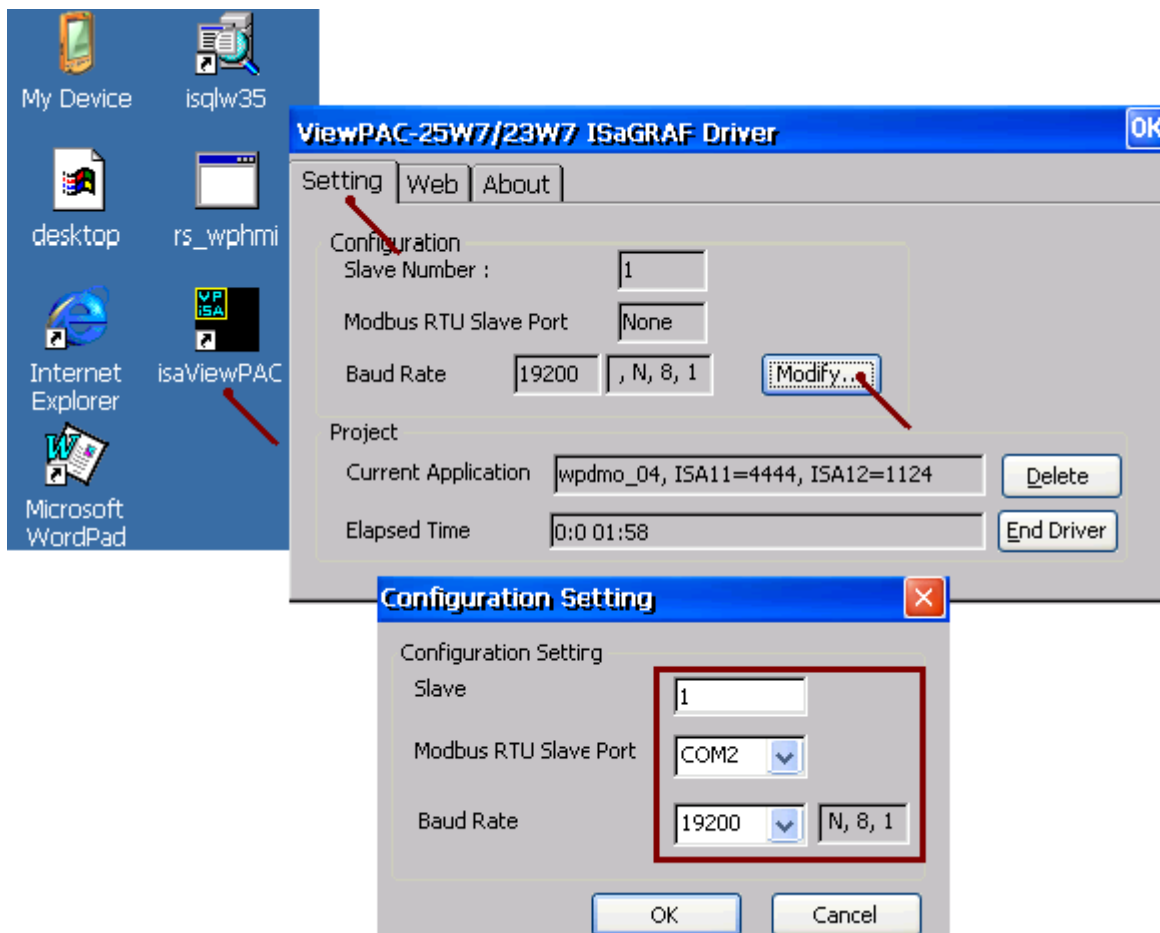 My Device
isqlw35
desktop
rs_wphmi
VP
iSA
Internet
Explorer
isaViewPAC
Microsoft
WordPad
ViewPAC-25W7/23W7 ISaGRAF Driver
OK
Setting Web About
Configuration
Slave Number : 1
Modbus RTU Slave Port None
Baud Rate 19200 , N, 8, 1 Modify...
Project
Current Application wpdmo_04, ISA11=4444, ISA12=1124 Delete
Elapsed Time 0:0 01:58 End Driver
Configuration Setting
Configuration Setting
Slave 1
Modbus RTU Slave Port COM2
Baud Rate 19200 N, 8, 1
OK Cancel